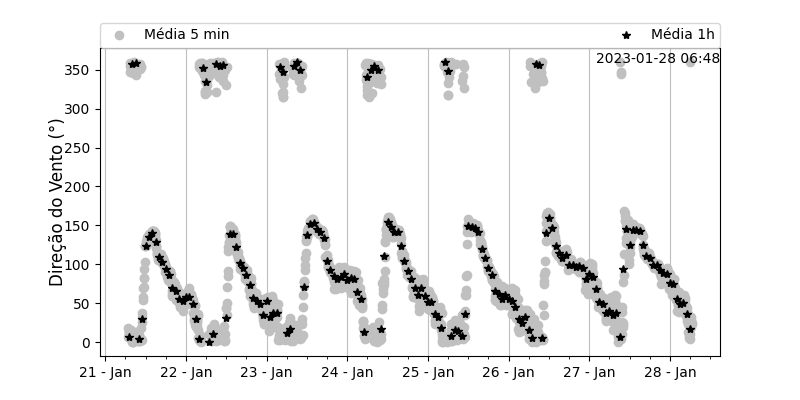 Média 5 min
Média 1h
2023-01-28 06:48
Direção do Vento (°)
350
300
250
200
150
100
50
0
21 - Jan
22 - Jan
23 - Jan
24 - Jan
25 - Jan
26 - Jan
27 - Jan
28 - Jan